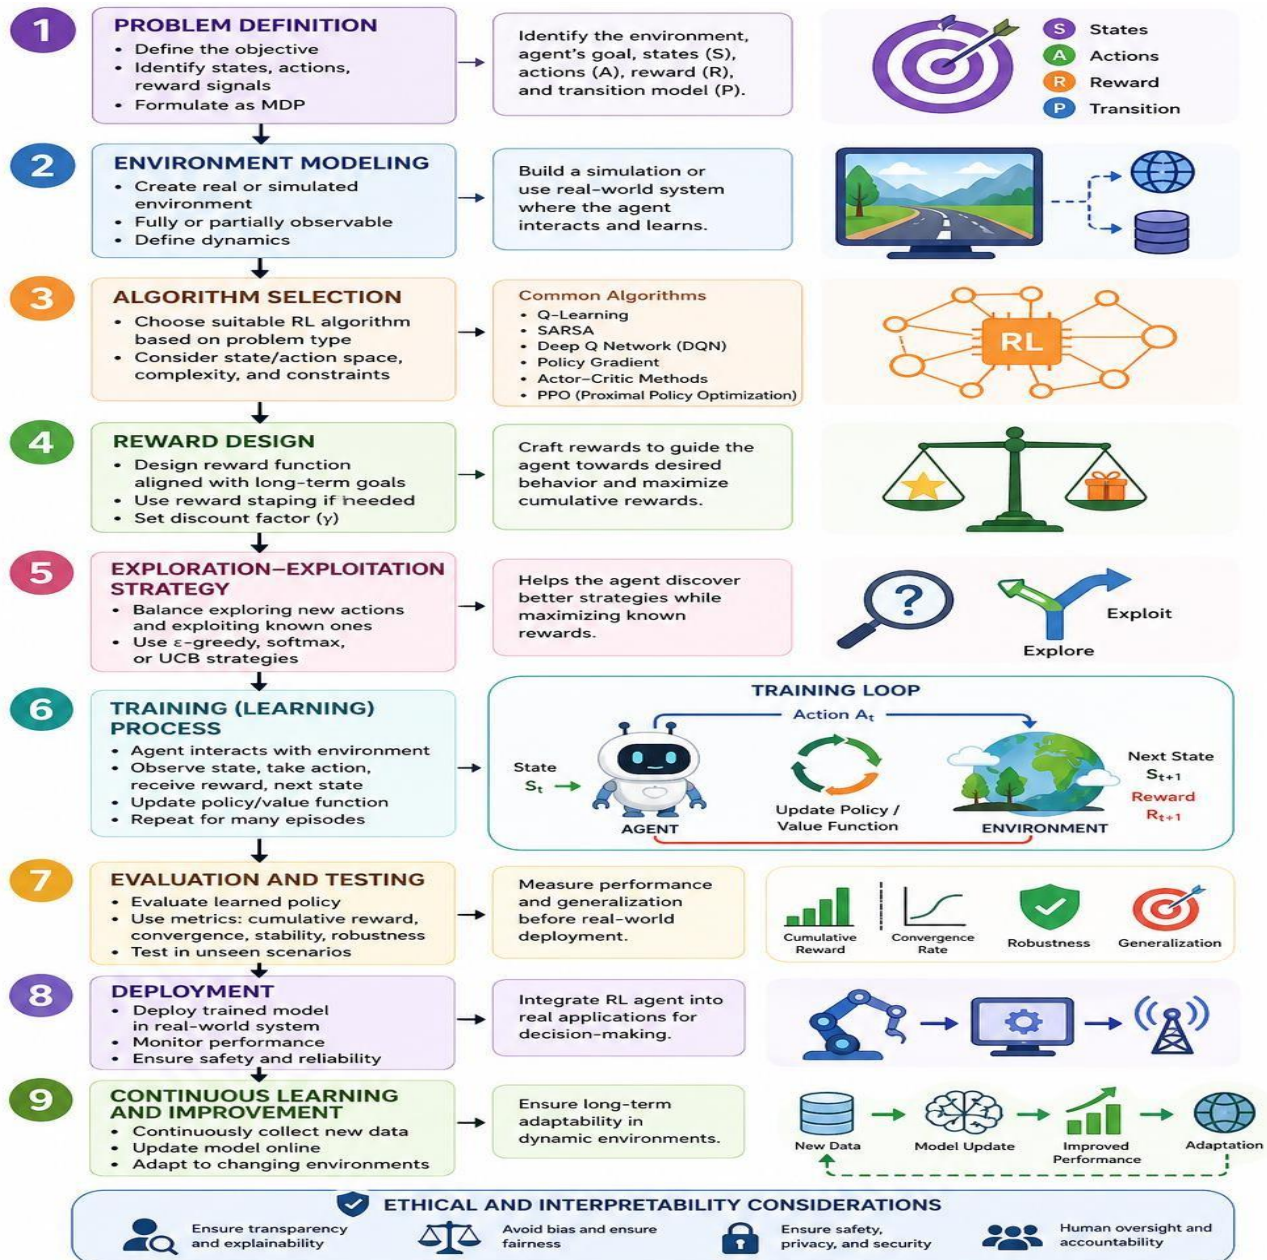 1
PROBLEM DEFINITION
• Define the objective
• Identify states, actions,
reward signals
• Formulate as MDP
Identify the environment,
agent's goal, states (S),
actions (A), reward (R),
and transition model (P).
S States
A Actions
R Reward
P Transition
2
ENVIRONMENT MODELING
• Create real or simulated
environment
• Fully or partially observable
• Define dynamics
Build a simulation or
use real-world system
where the agent
interacts and learns.
3
ALGORITHM SELECTION
• Choose suitable RL algorithm
based on problem type
• Consider state/action space,
complexity, and constraints
Common Algorithms
• Q-Learning
• SARSA
• Deep Q Network (DQN)
• Policy Gradient
• Actor-Critic Methods
• PPO (Proximal Policy Optimization)
RL
4
REWARD DESIGN
• Design reward function
aligned with long-term goals
• Use reward staping if needed
• Set discount factor (γ)
Craft rewards to guide the
agent towards desired
behavior and maximize
cumulative rewards.
5
EXPLORATION–EXPLOITATION
STRATEGY
• Balance exploring new actions
and exploiting known ones
• Use ε-greedy, softmax,
or UCB strategies
Helps the agent discover
better strategies while
maximizing known
rewards.
?
Exploit
Explore
6
TRAINING (LEARNING)
PROCESS
• Agent interacts with environment
• Observe state, take action,
receive reward, next state
• Update policy/value function
• Repeat for many episodes
TRAINING LOOP
Action At
State
St
AGENT
Update Policy /
Value Function
ENVIRONMENT
Next State
St+1
Reward
Rt+1
7
EVALUATION AND TESTING
• Evaluate learned policy
• Use metrics: cumulative reward,
convergence, stability, robustness
• Test in unseen scenarios
Measure performance
and generalization
before real-world
deployment.
Cumulative
Reward
Convergence
Rate
Robustness
Generalization
8
DEPLOYMENT
• Deploy trained model
in real-world system
• Monitor performance
• Ensure safety and reliability
Integrate RL agent into
real applications for
decision-making.
9
CONTINUOUS LEARNING
AND IMPROVEMENT
• Continuously collect new data
• Update model online
• Adapt to changing environments
Ensure long-term
adaptability in
dynamic environments.
New Data
Model Update
Improved
Performance
Adaptation
ETHICAL AND INTERPRETABILITY CONSIDERATIONS
Ensure transparency
and explainability
Avoid bias and ensure
fairness
Ensure safety,
privacy, and security
Human oversight and
accountability